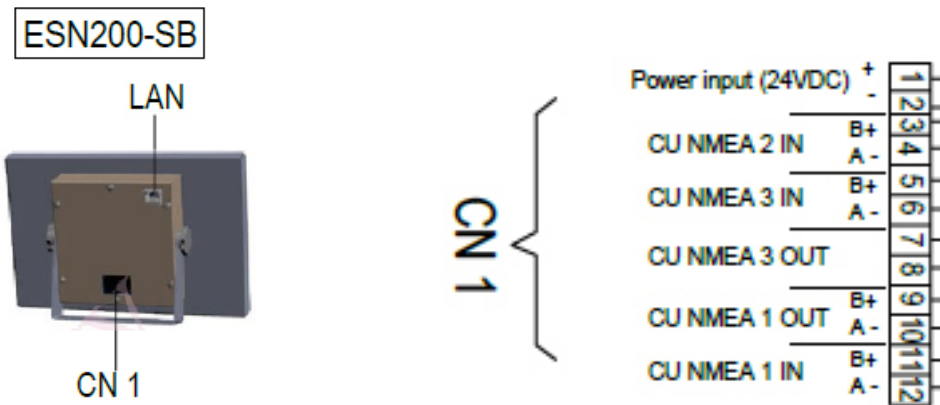 ESN200-SB
LAN
CN 1
CN 1
Power input (24VDC) + 1
- 2
CU NMEA 2 IN B+ 3
A - 4
CU NMEA 3 IN B+ 5
A - 6
CU NMEA 3 OUT 7
8
CU NMEA 1 OUT B+ 9
A - 10
CU NMEA 1 IN B+ 11
A - 12